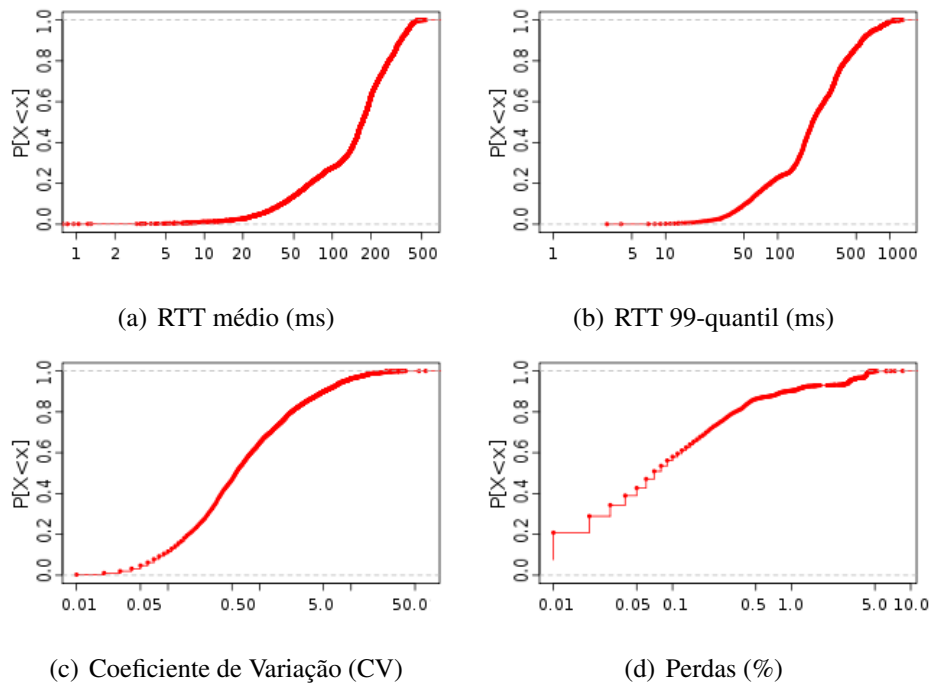 P[X<x]
0.0 0.2 0.4 0.6 0.8 1.0
1 2 5 10 20 50 100 200 500
(a) RTT médio (ms)
P[X<x]
0.0 0.2 0.4 0.6 0.8 1.0
1 5 10 50 100 500 1000
(b) RTT 99-quantil (ms)
P[X<x]
0.0 0.2 0.4 0.6 0.8 1.0
0.01 0.05 0.50 5.0 50.0
(c) Coeficiente de Variação (CV)
P[X<x]
0.0 0.2 0.4 0.6 0.8 1.0
0.01 0.05 0.1 0.5 1.0 5.0 10.0
(d) Perdas (%)